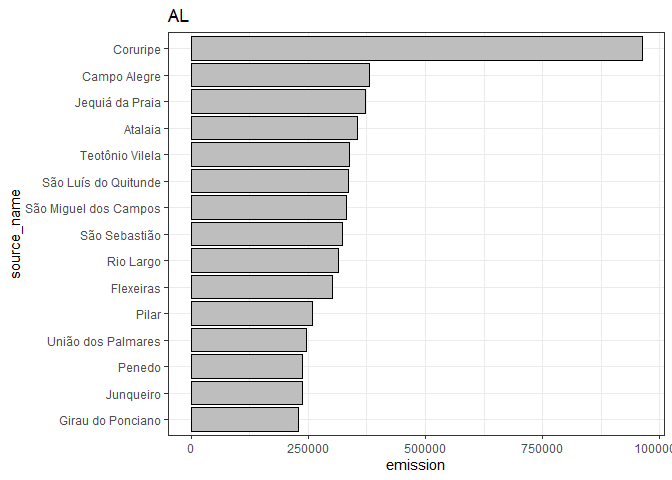 AL
Coruripe
Campo Alegre
Jequiá da Praia
Atalaia
Teotônio Vilela
São Luís do Quitunde
São Miguel dos Campos
São Sebastião
Rio Largo
Flexeiras
Pilar
União dos Palmares
Penedo
Junqueiro
Girau do Ponciano
source_name
0 250000 500000 750000 1000000
emission